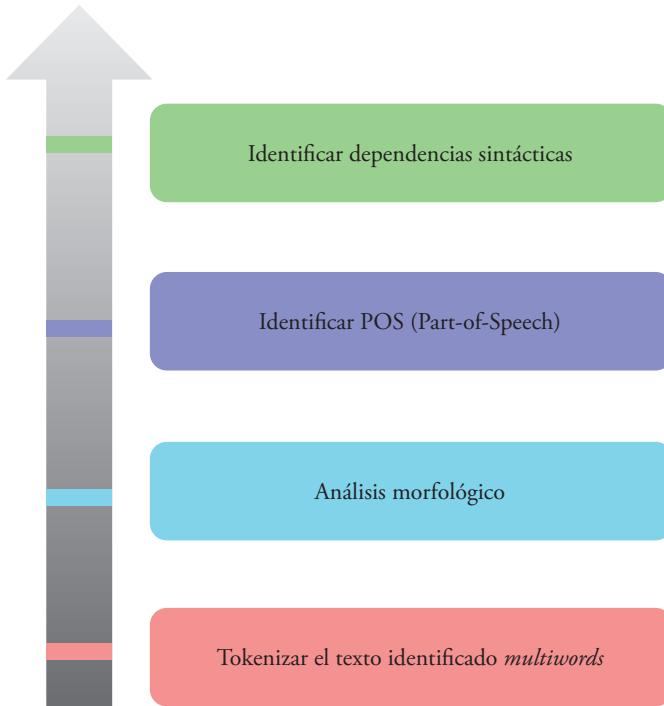 Identificar dependencias sintácticas
Identificar POS (Part-of-Speech)
Análisis morfológico
Tokenizar el texto identificado multiwords